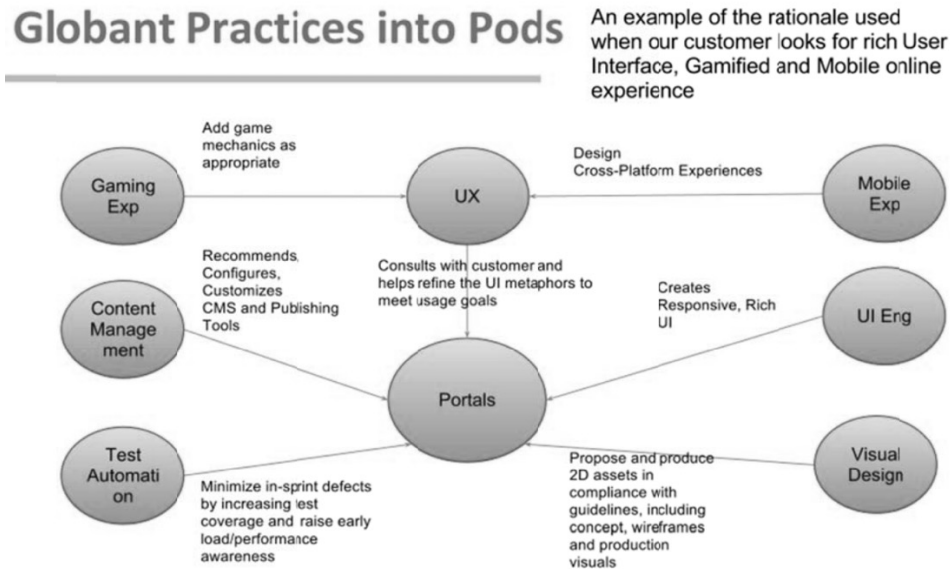 Globant Practices into Pods
An example of the rationale used
when our customer looks for rich User
Interface, Gamified and Mobile online
experience
Add game
mechanics as
appropriate
Design
Cross-Platform Experiences
Gaming
Exp
UX
Mobile
Exp
Recommends,
Configures,
Customizes
CMS and Publishing
Tools
Consults with customer and
helps refine the UI metaphors to
meet usage goals
Creates
Responsive, Rich
UI
Content
Manage
ment
UI Eng
Portals
Test
Automati
on
Minimize in-sprint defects
by increasing test
coverage and raise early
load/performance
awareness
Propose and produce
2D assets in
compliance with
guidelines, including
concept, wireframes
and production
visuals
Visual
Design